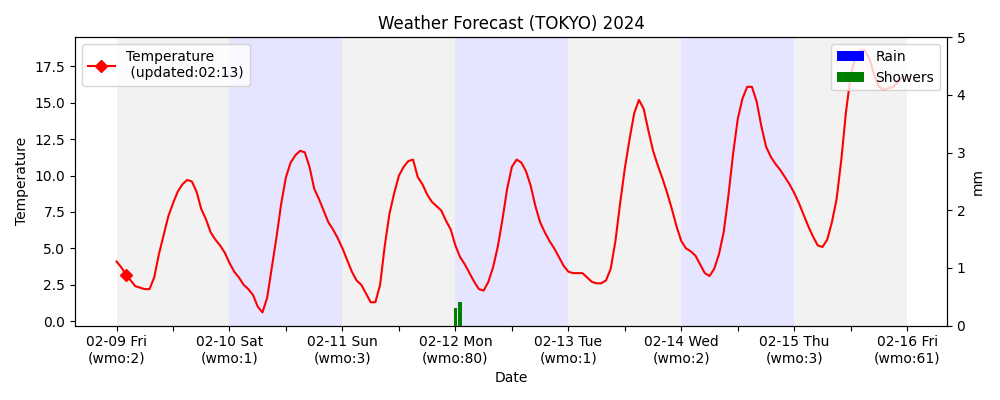 Weather Forecast (TOKYO) 2024
Temperature
(updated:02:13)
Rain
Showers
Temperature
17.5
15.0
12.5
10.0
7.5
5.0
2.5
0.0
5
4
3
2
1
0
mm
02-09 Fri
(wmo:2)
02-10 Sat
(wmo:1)
02-11 Sun
(wmo:3)
02-12 Mon
(wmo:80)
02-13 Tue
(wmo:1)
02-14 Wed
(wmo:2)
02-15 Thu
(wmo:3)
02-16 Fri
(wmo:61)
Date